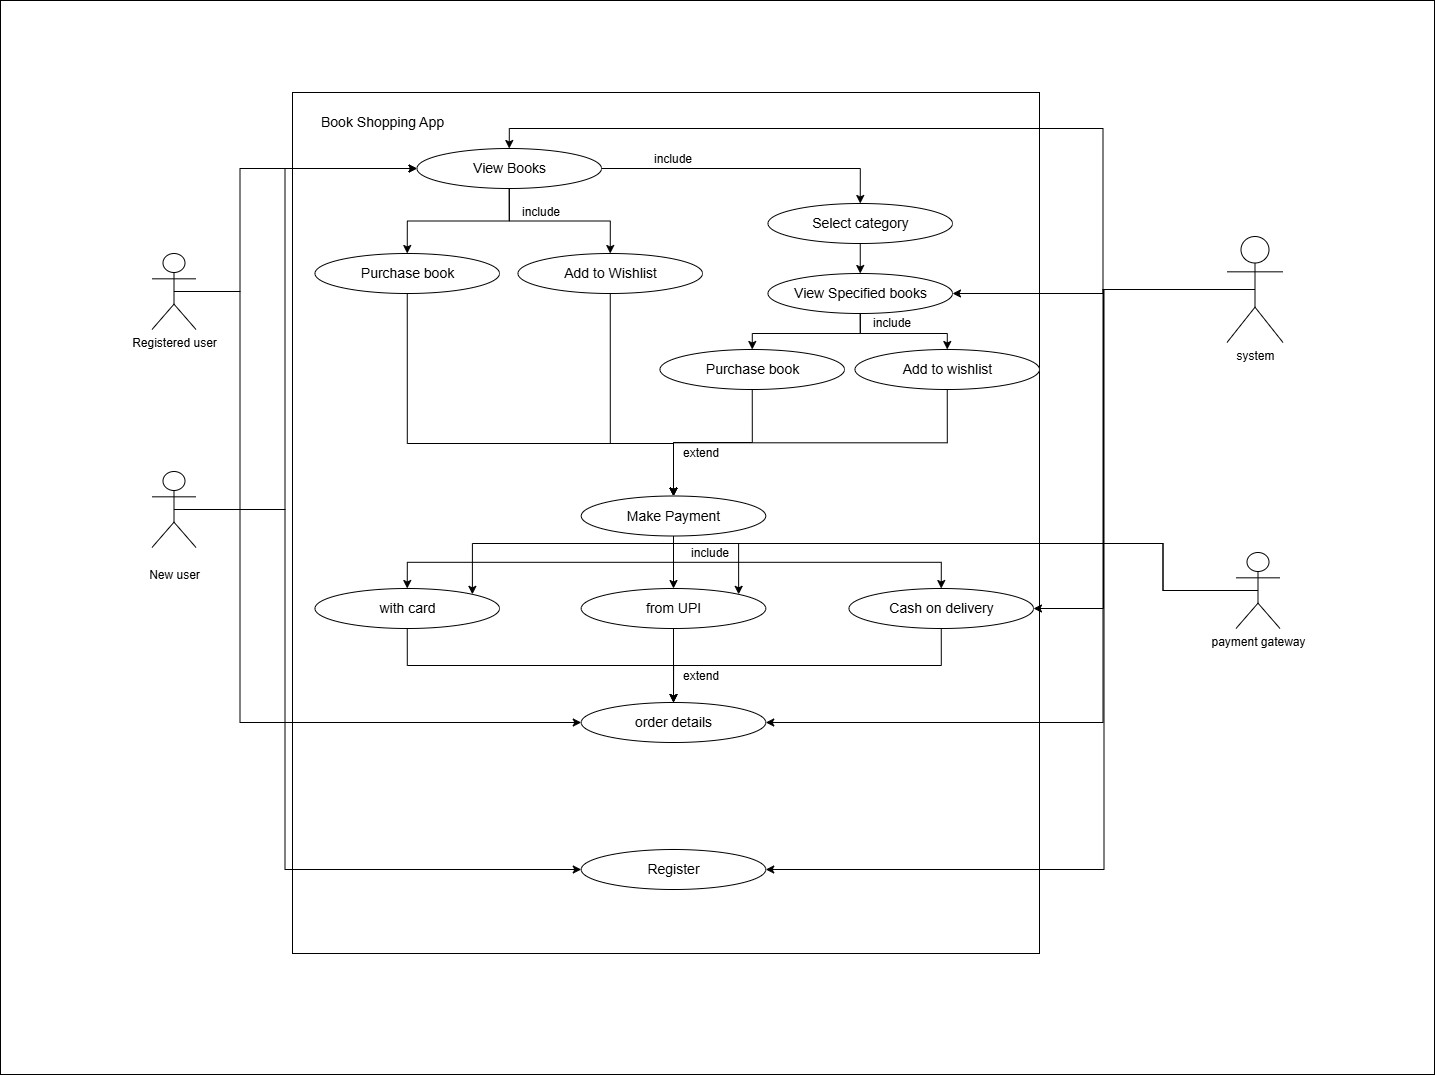 Book Shopping App
View Books
include
include
Select category
Purchase book
Add to Wishlist
View Specified books
include
Registered user
system
Purchase book
Add to wishlist
extend
Make Payment
include
New user
with card
from UPI
Cash on delivery
payment gateway
extend
order details
Register